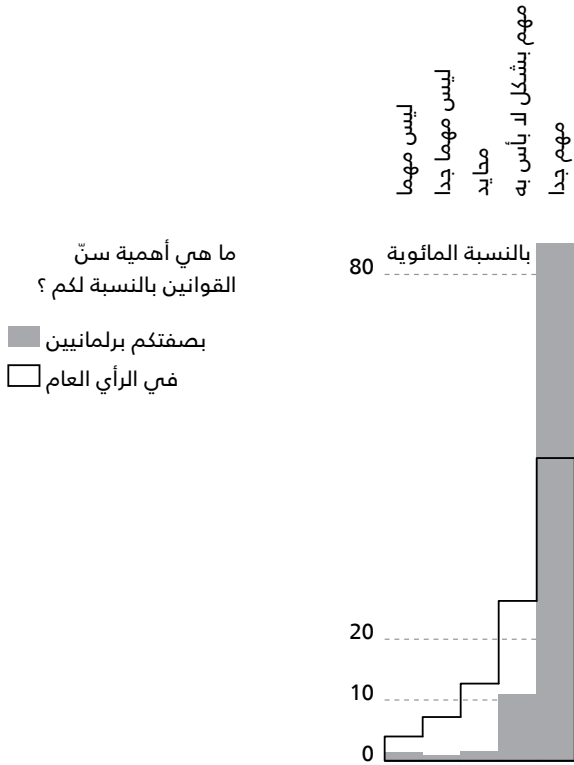 ليس مهما
ليس مهما جدا
محايد
مهم بشكل لا بأس به
مهم جدا
ما هي أهمية سنّ
القوانين بالنسبة لكم ؟
بصفتكم برلمانيين
في الرأي العام
بالنسبة المائوية
80
20
10
0